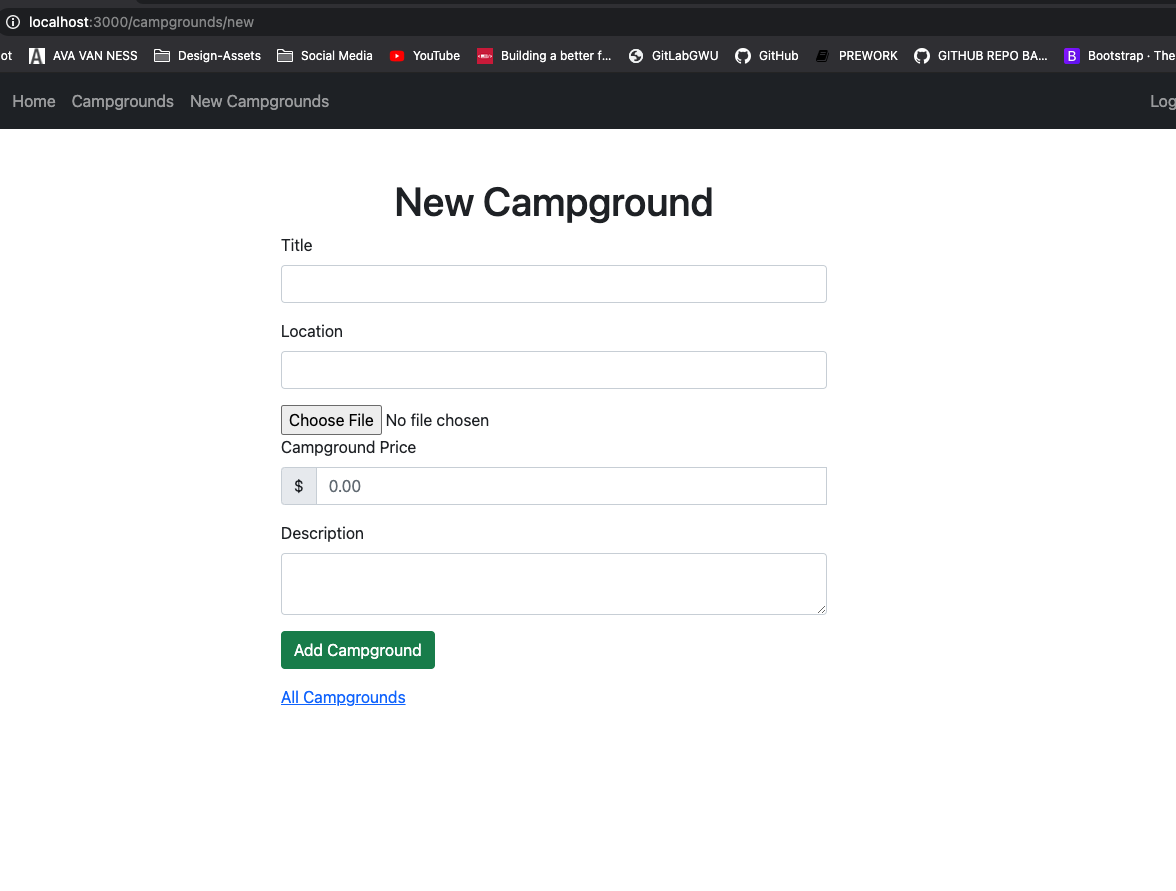 localhost:3000/campgrounds/new
ot AVA VAN NESS Design-Assets Social Media YouTube Building a better f... GitLabGWU GitHub PREWORK GITHUB REPO BA... B Bootstrap · The
Home Campgrounds New Campgrounds Log
New Campground
Title
Location
Choose File No file chosen
Campground Price
$ 0.00
Description
Add Campground
All Campgrounds